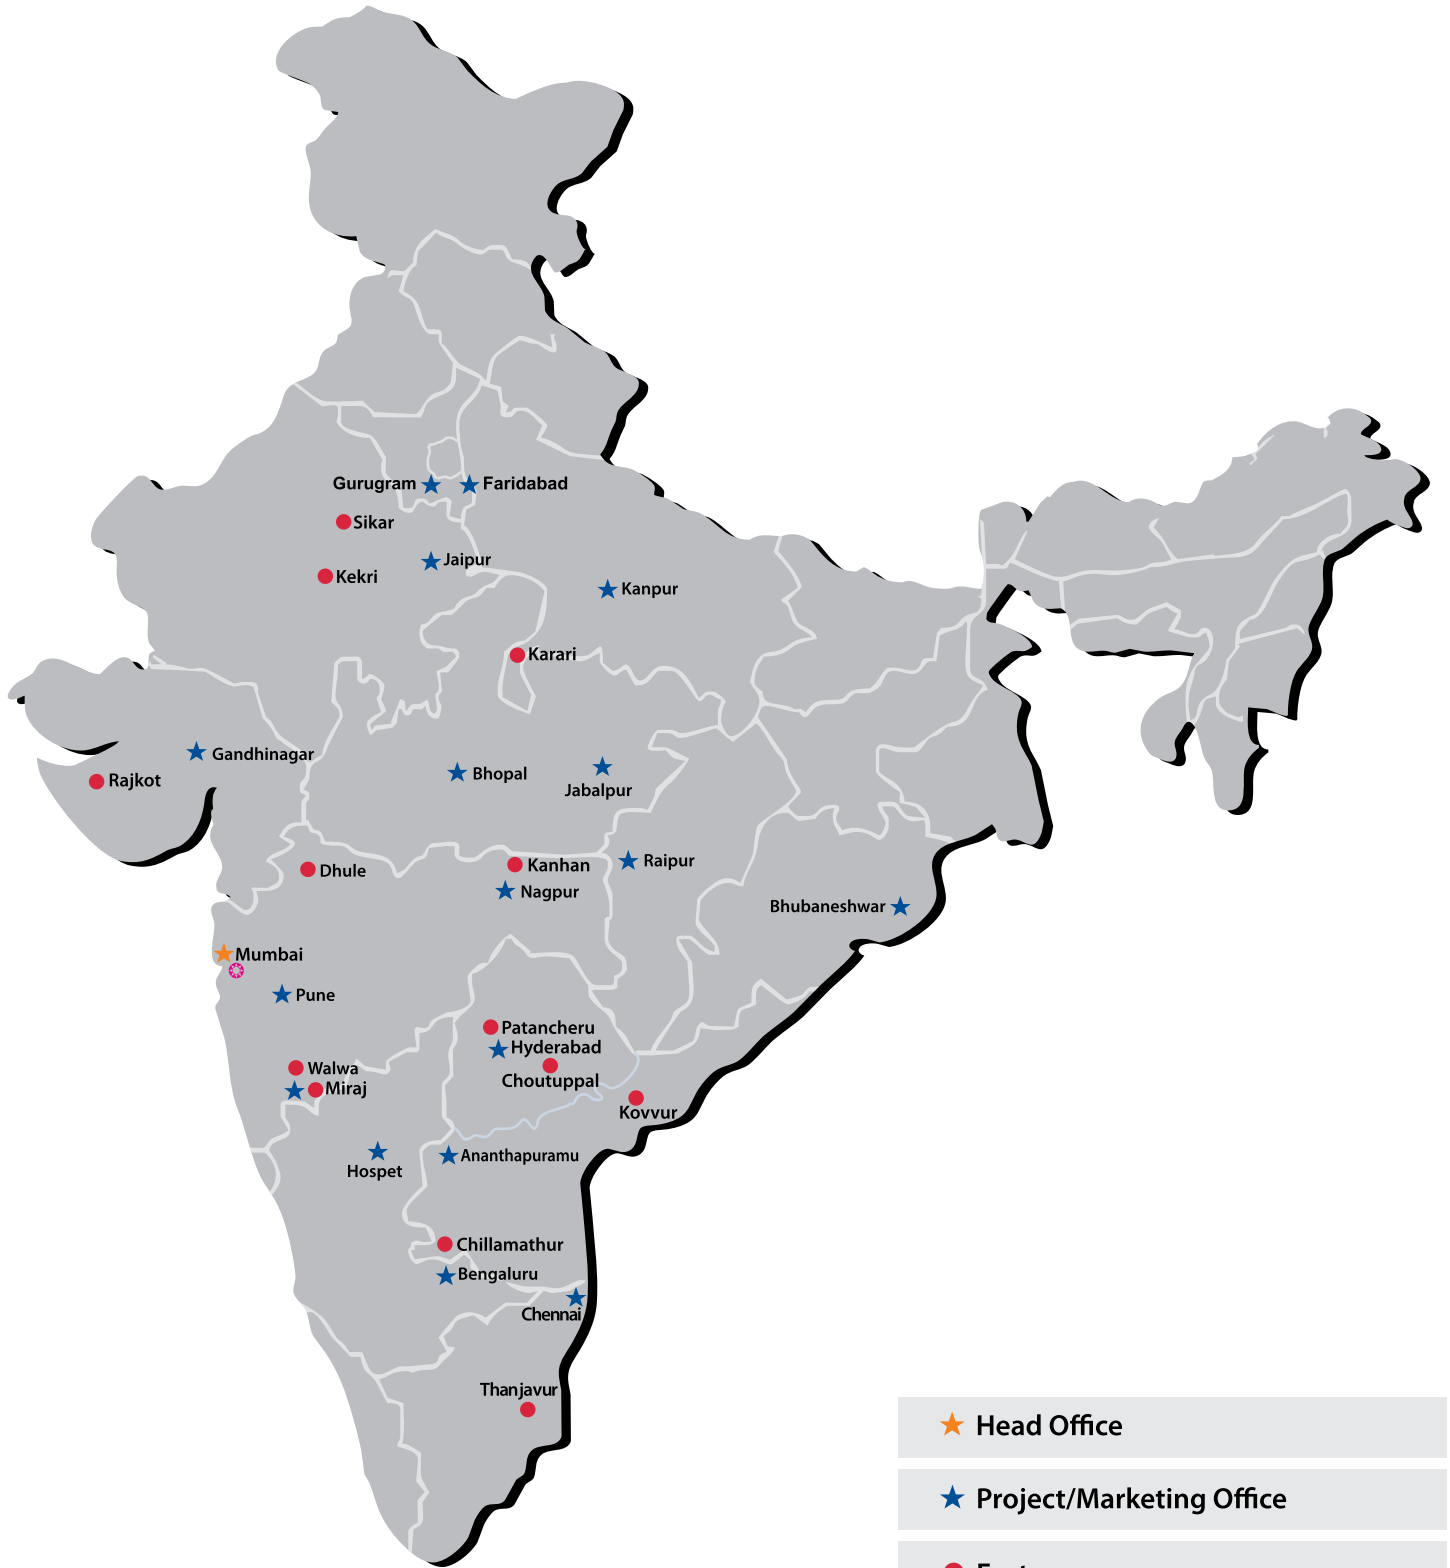 Gurugram
Faridabad
Sikar
Jaipur
Kekri
Kanpur
Karari
Gandhinagar
Bhopal
Rajkot
Jabalpur
Raipur
Kanhan
Dhule
Nagpur
Bhubaneshwar
Mumbai
Pune
Patancheru
Hyderabad
Walwa
Choutuppal
Miraj
Kovvur
Ananthapuramu
Hospet
Chillamathur
Bengaluru
Chennai
Thanjavur
Head Office
Project/Marketing Office